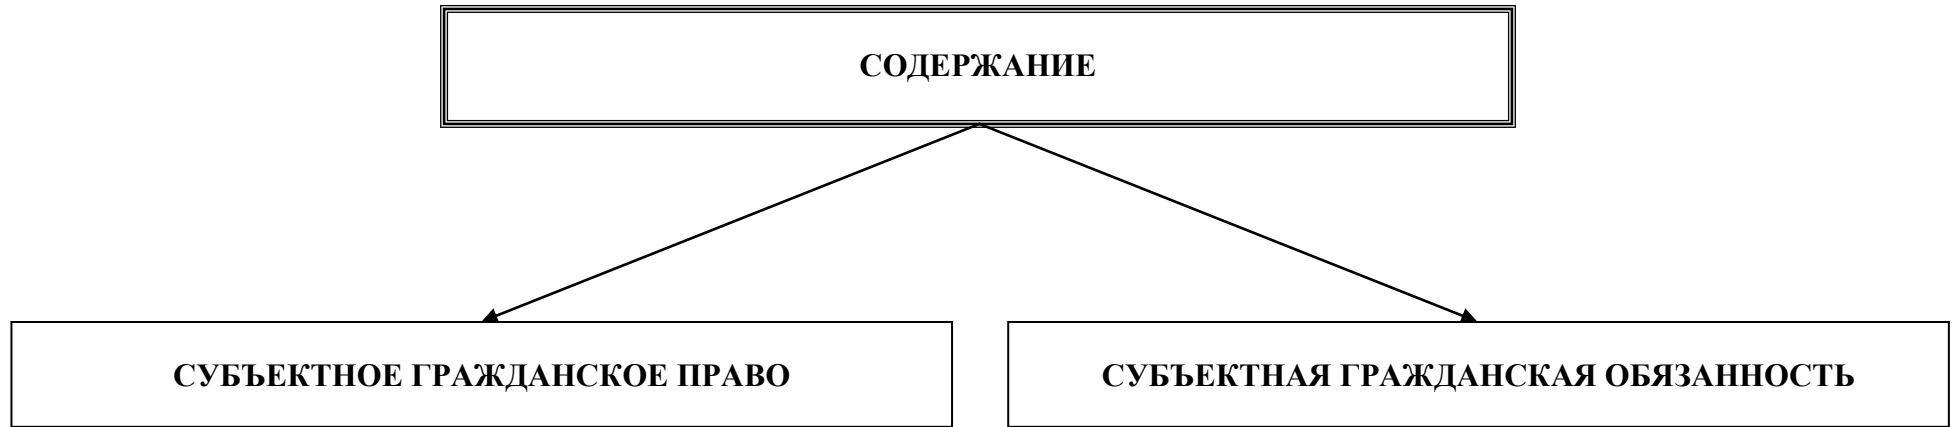 СОДЕРЖАНИЕ
СУБЪЕКТНОЕ ГРАЖДАНСКОЕ ПРАВО
СУБЪЕКТНАЯ ГРАЖДАНСКАЯ ОБЯЗАННОСТЬ